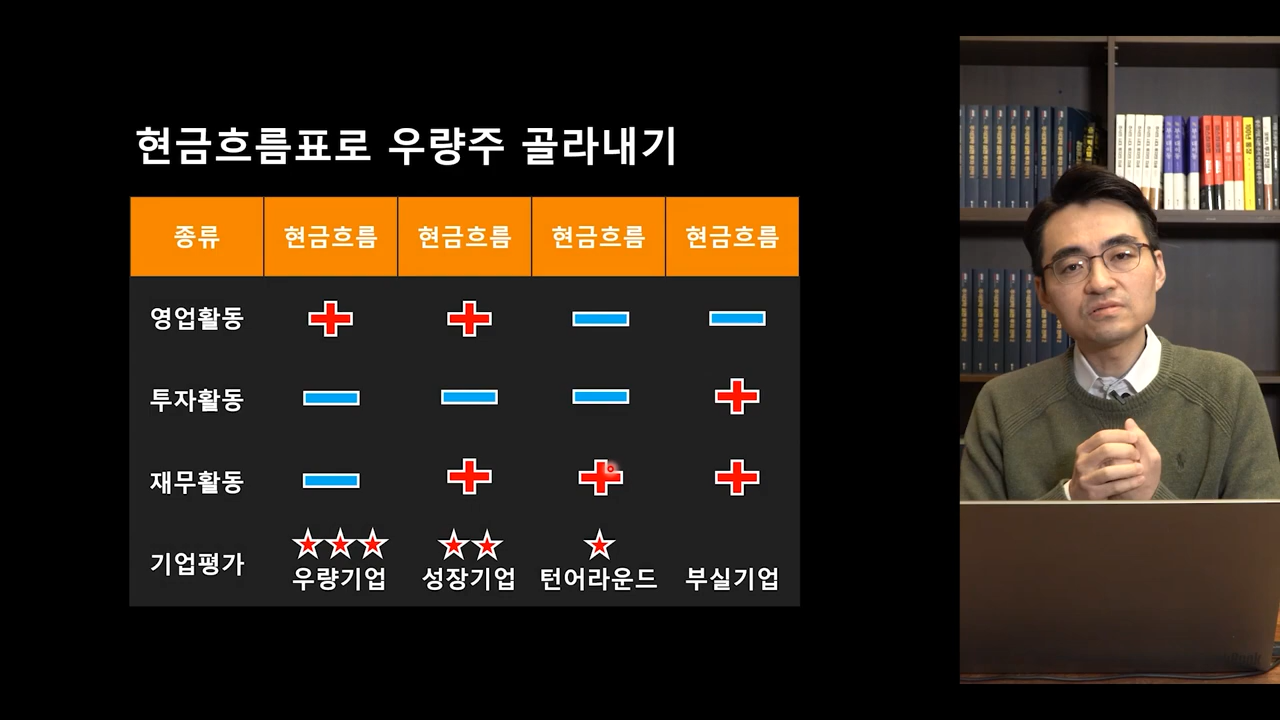 현금흐름표로 우량주 골라내기
종류 현금흐름 현금흐름 현금흐름 현금흐름
영업활동 + + - -
투자활동 - - - +
재무활동 - + + +
기업평가 우량기업 성장기업 턴어라운드 부실기업